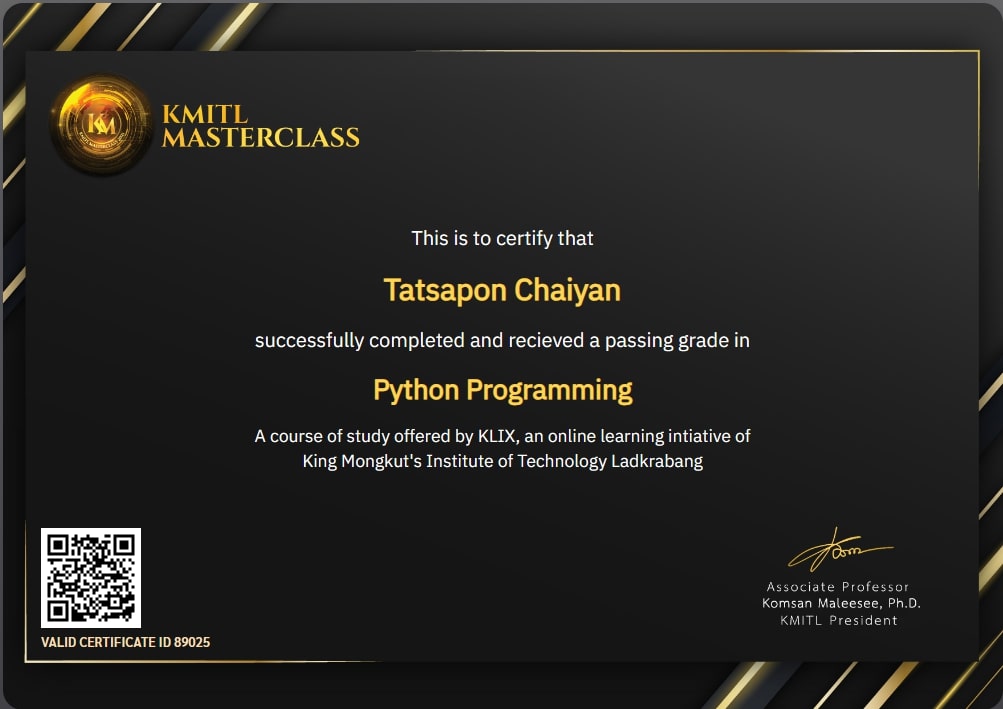 KMITL
MASTERCLASS
KM
This is to certify that
Tatsapon Chaiyan
successfully completed and recieved a passing grade in
Python Programming
A course of study offered by KLIX, an online learning intiative of
King Mongkut's Institute of Technology Ladkrabang
Associate Professor
Komsan Maleesee, Ph.D.
KMITL President
VALID CERTIFICATE ID 89025